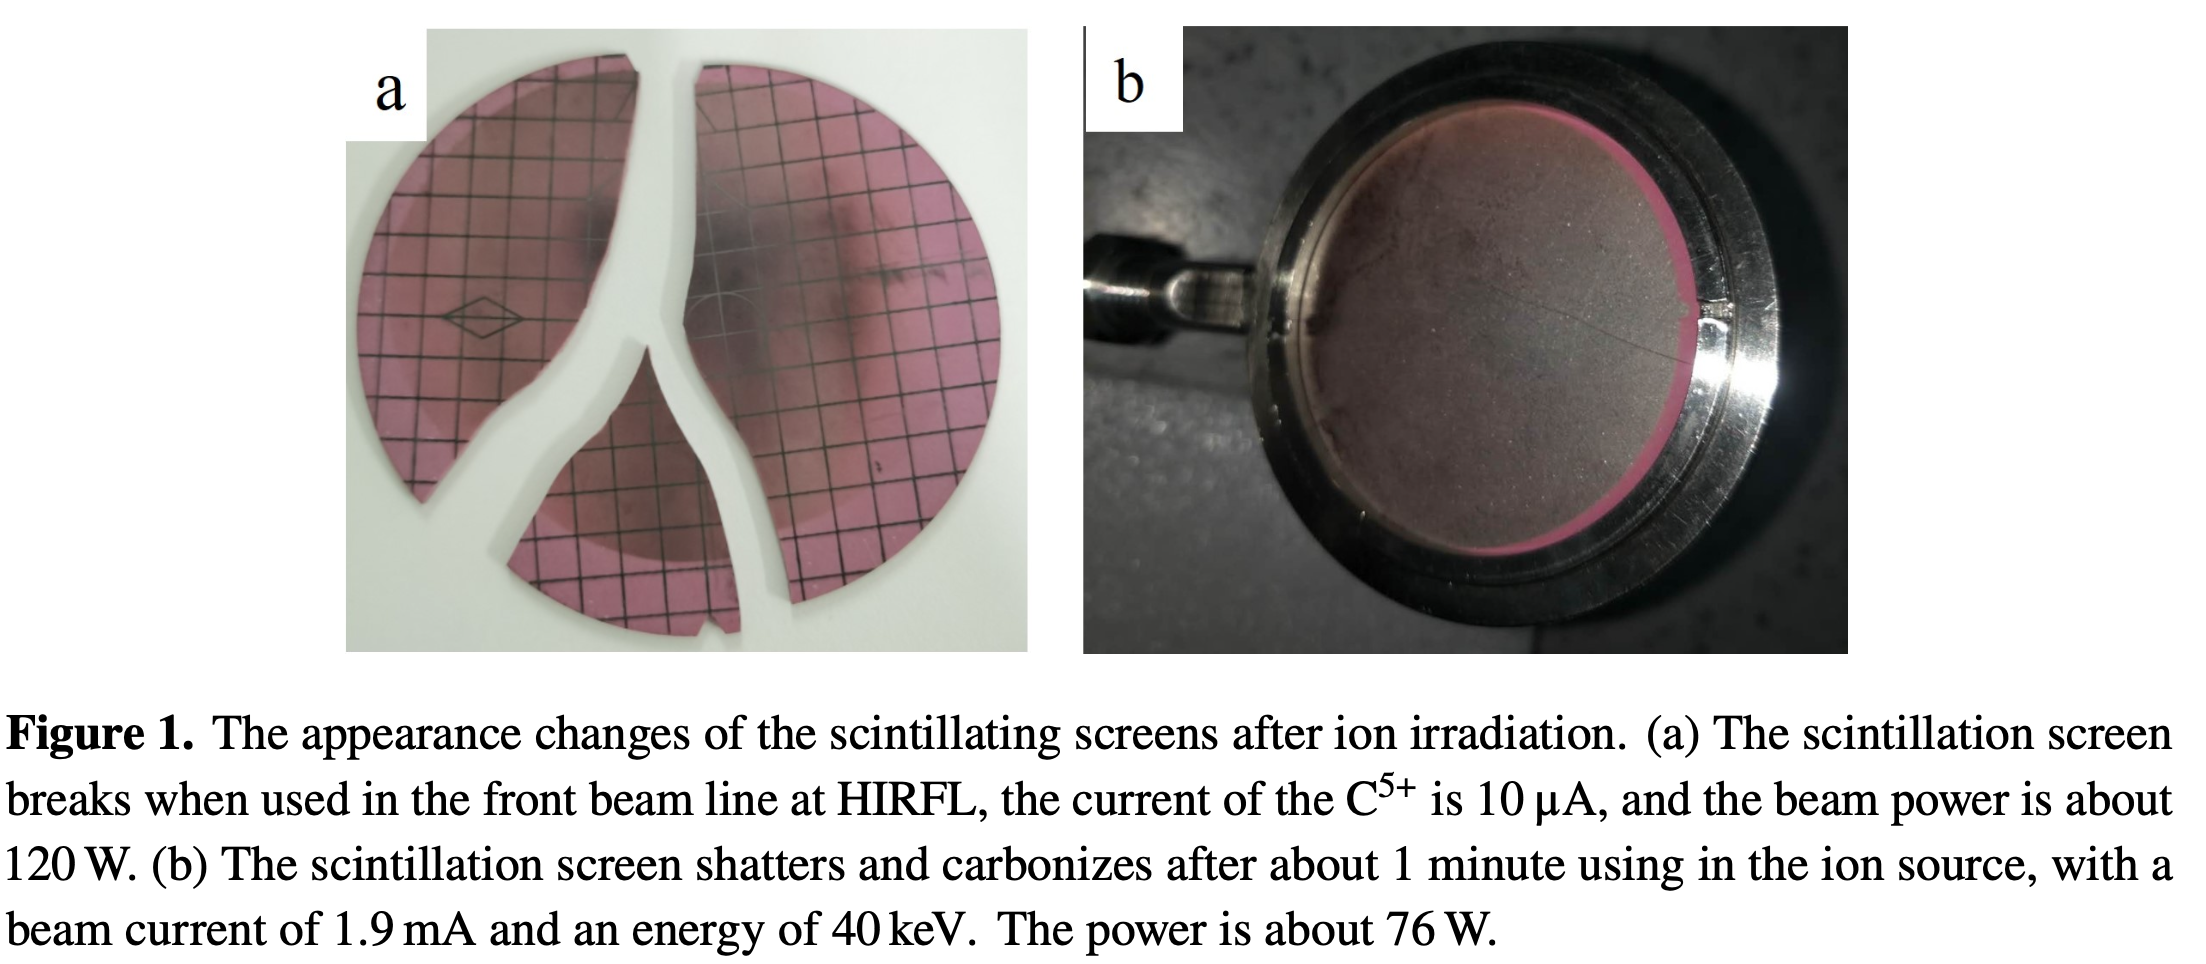 a
b
Figure 1. The appearance changes of the scintillating screens after ion irradiation. (a) The scintillation screen
breaks when used in the front beam line at HIRFL, the current of the C⁵⁺ is 10 μA, and the beam power is about
120 W. (b) The scintillation screen shatters and carbonizes after about 1 minute using in the ion source, with a
beam current of 1.9 mA and an energy of 40 keV. The power is about 76 W.